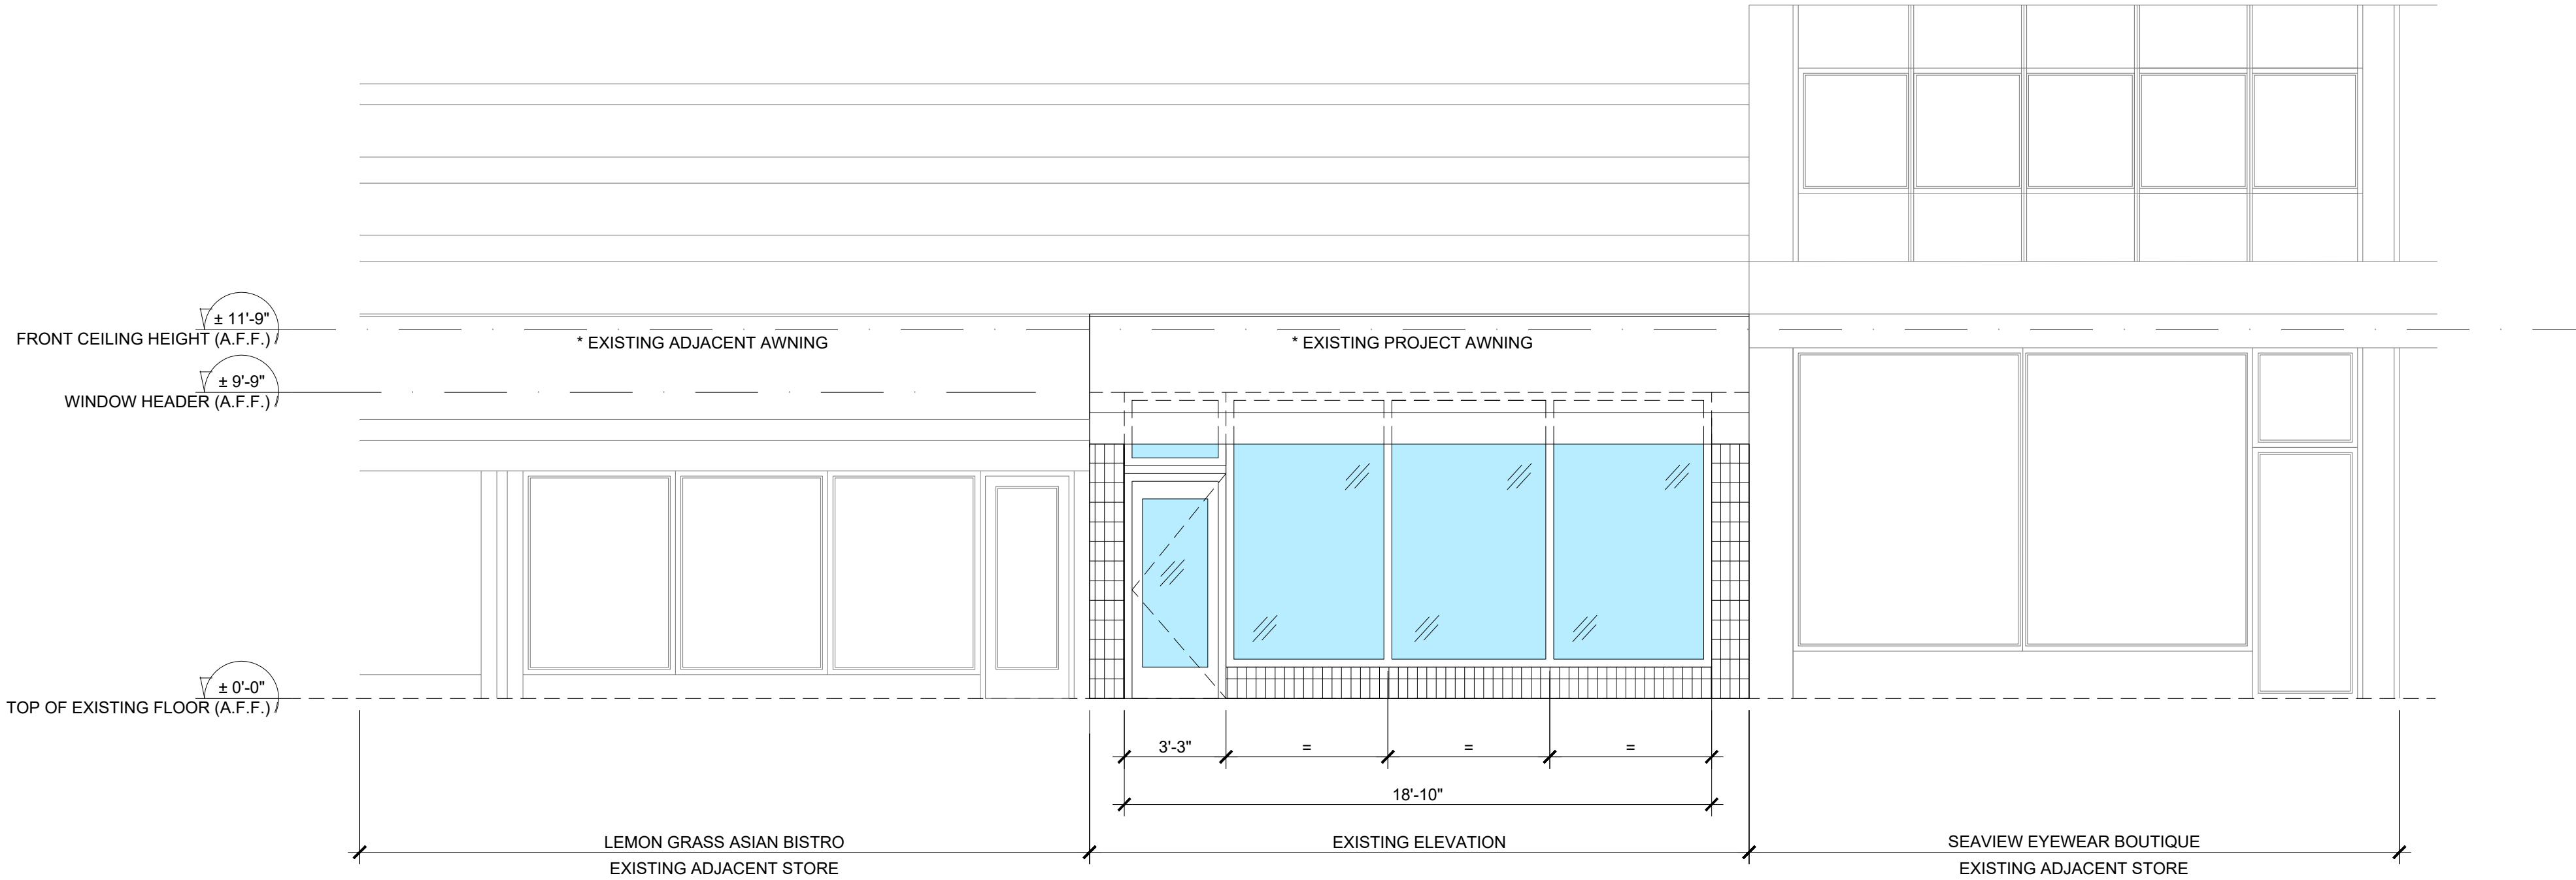 ± 11'-9"
FRONT CEILING HEIGHT (A.F.F.)
* EXISTING ADJACENT AWNING
* EXISTING PROJECT AWNING
± 9'-9"
WINDOW HEADER (A.F.F.)
± 0'-0"
TOP OF EXISTING FLOOR (A.F.F.)
3'-3"
=
=
=
18'-10"
LEMON GRASS ASIAN BISTRO
EXISTING ADJACENT STORE
EXISTING ELEVATION
SEAVIEW EYEWEAR BOUTIQUE
EXISTING ADJACENT STORE